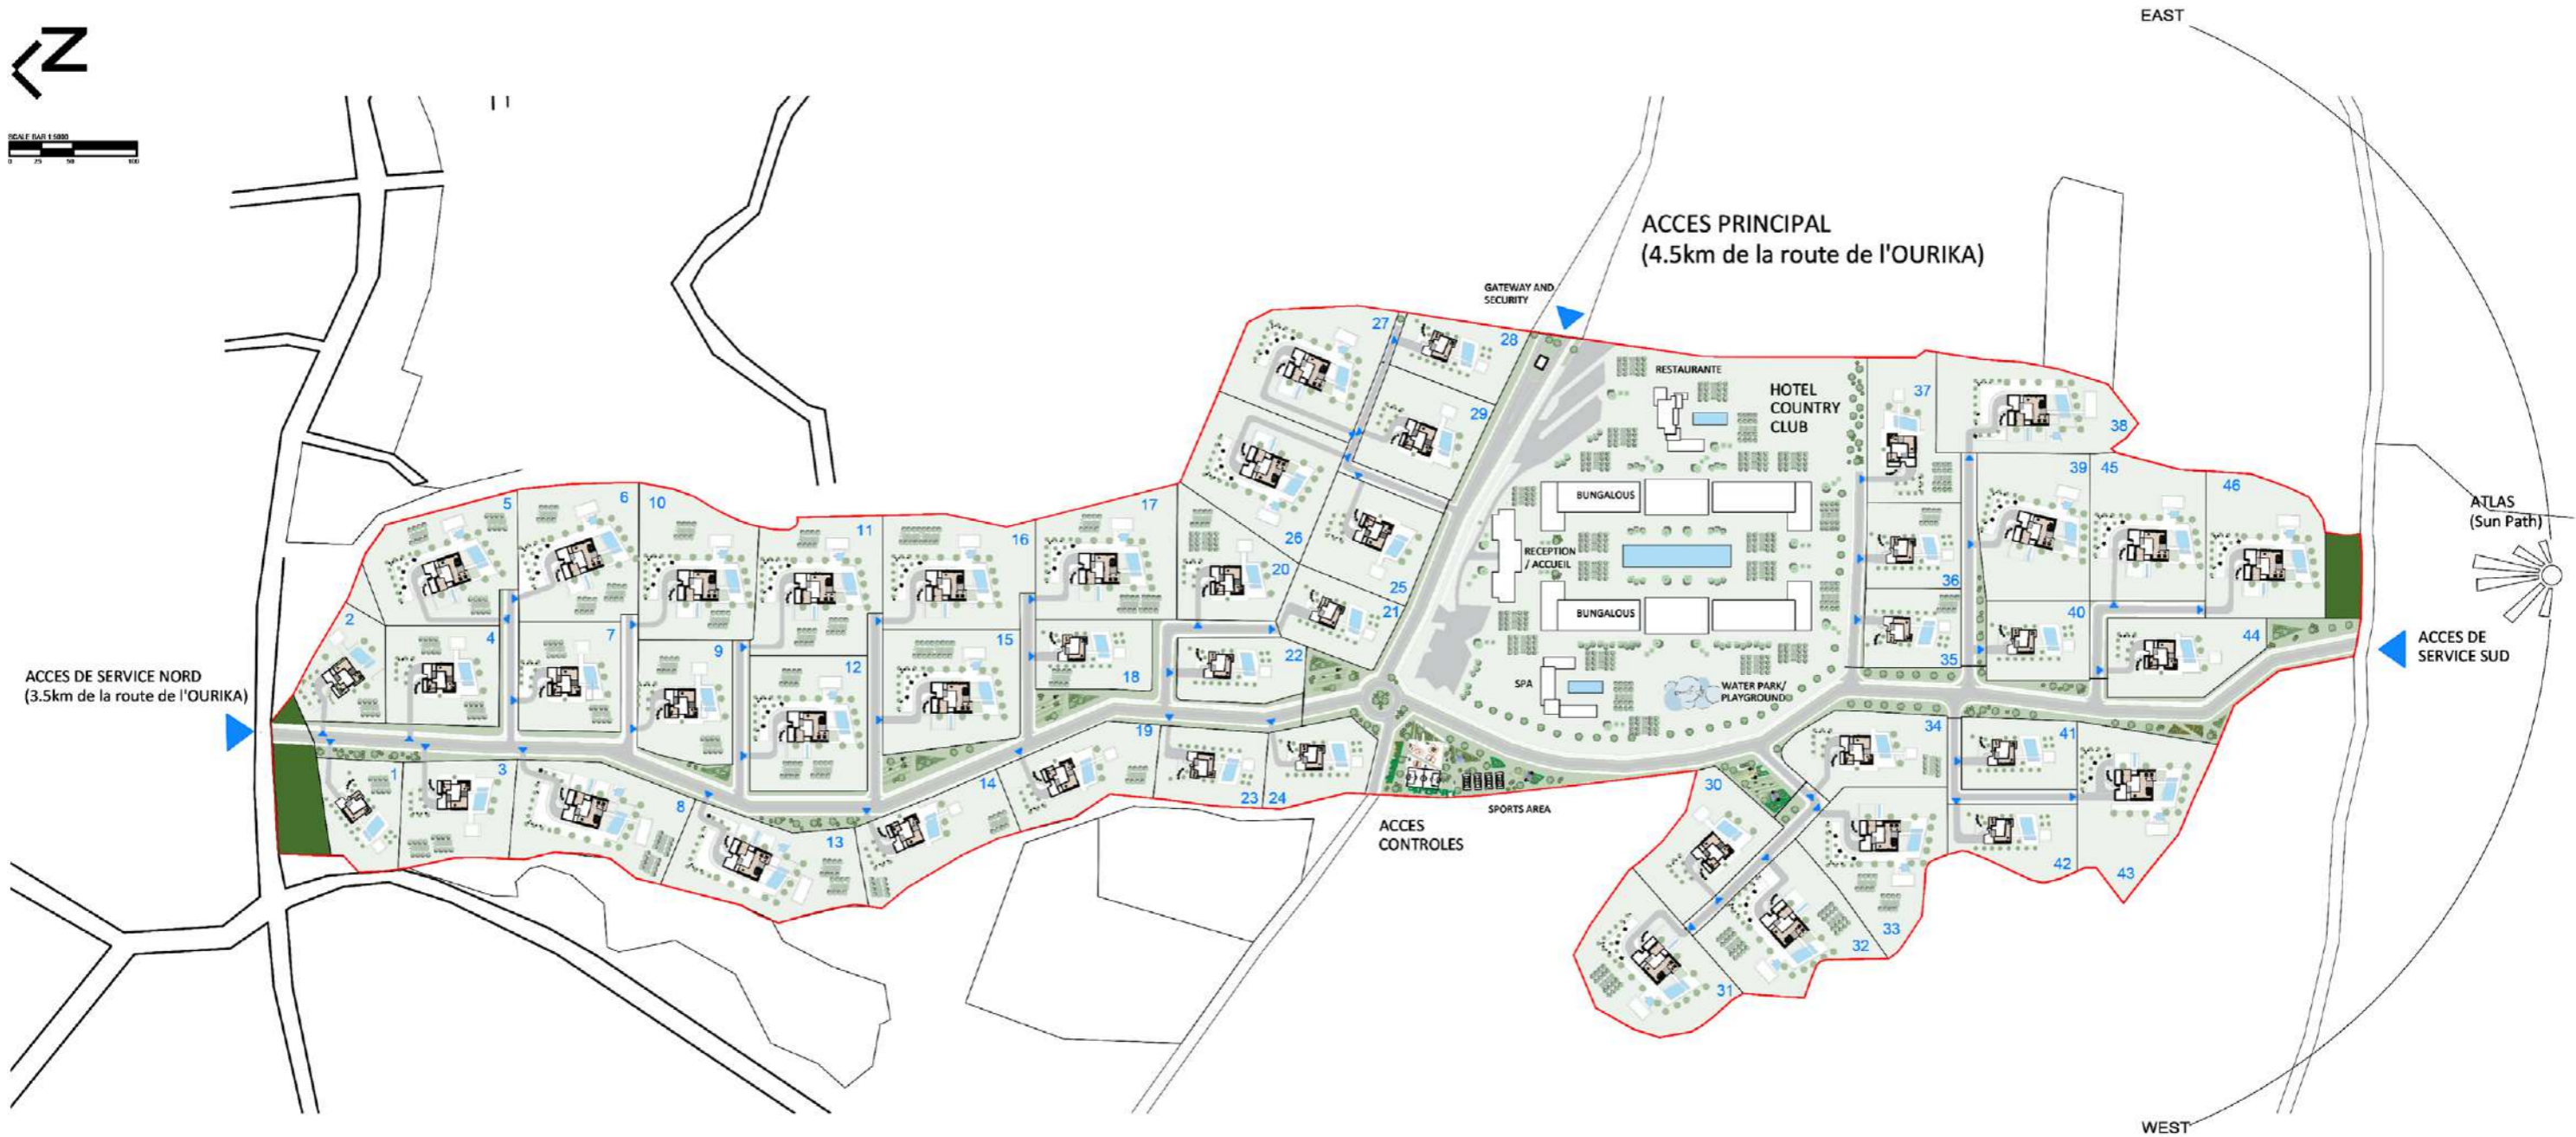 N
SCALE BAR 1:5000
0 25 50 100
EAST
ACCES PRINCIPAL
(4.5km de la route de l'OURIKA)
GATEWAY AND
SECURITY
27
28
29
RESTAURANTE
HOTEL
COUNTRY
CLUB
37
38
39
45
46
ATLAS
(Sun Path)
5
6
10
11
16
17
26
20
25
21
BUNGALOUS
RECEPTION
/ ACCUEIL
BUNGALOUS
36
40
35
44
ACCES DE
SERVICE SUD
2
4
7
9
12
15
18
22
SPA
WATER PARK/
PLAYGROUND
ACCES DE SERVICE NORD
(3.5km de la route de l'OURIKA)
1
3
8
13
14
19
23
24
34
41
30
SPORTS AREA
ACCES
CONTROLES
42
43
33
32
31
WEST